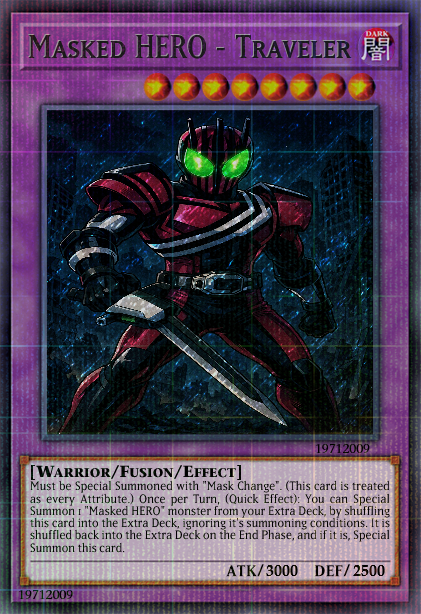 Masked HERO - Traveler
DARK
闇
19712009
[Warrior/Fusion/Effect]
Must be Special Summoned with "Mask Change". (This card is treated
as every Attribute.) Once per Turn, (Quick Effect): You can Special
Summon 1 "Masked HERO" monster from your Extra Deck, by shuffling
this card into the Extra Deck, ignoring it's summoning conditions. It is
shuffled back into the Extra Deck on the End Phase, and if it is, Special
Summon this card.
ATK/3000 DEF/2500
19712009